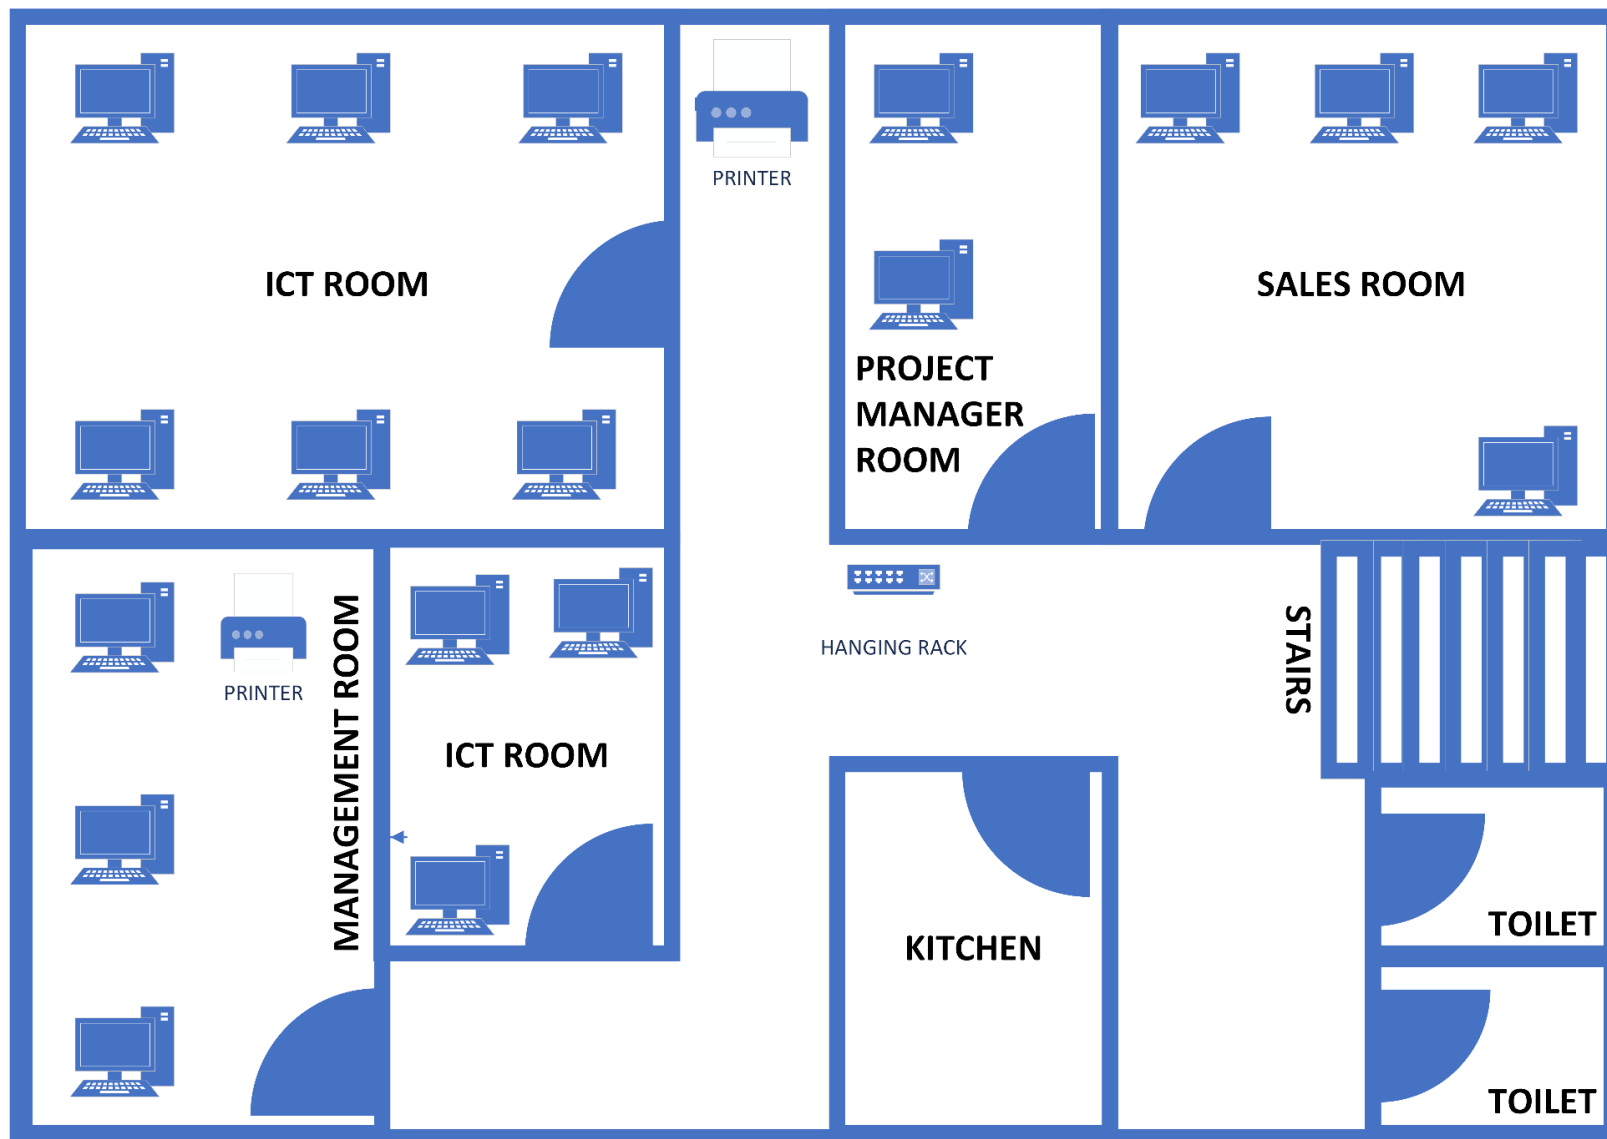 PRINTER
ICT ROOM
SALES ROOM
PROJECT
MANAGER
ROOM
HANGING RACK
STAIRS
MANAGEMENT ROOM
PRINTER
ICT ROOM
KITCHEN
TOILET
TOILET